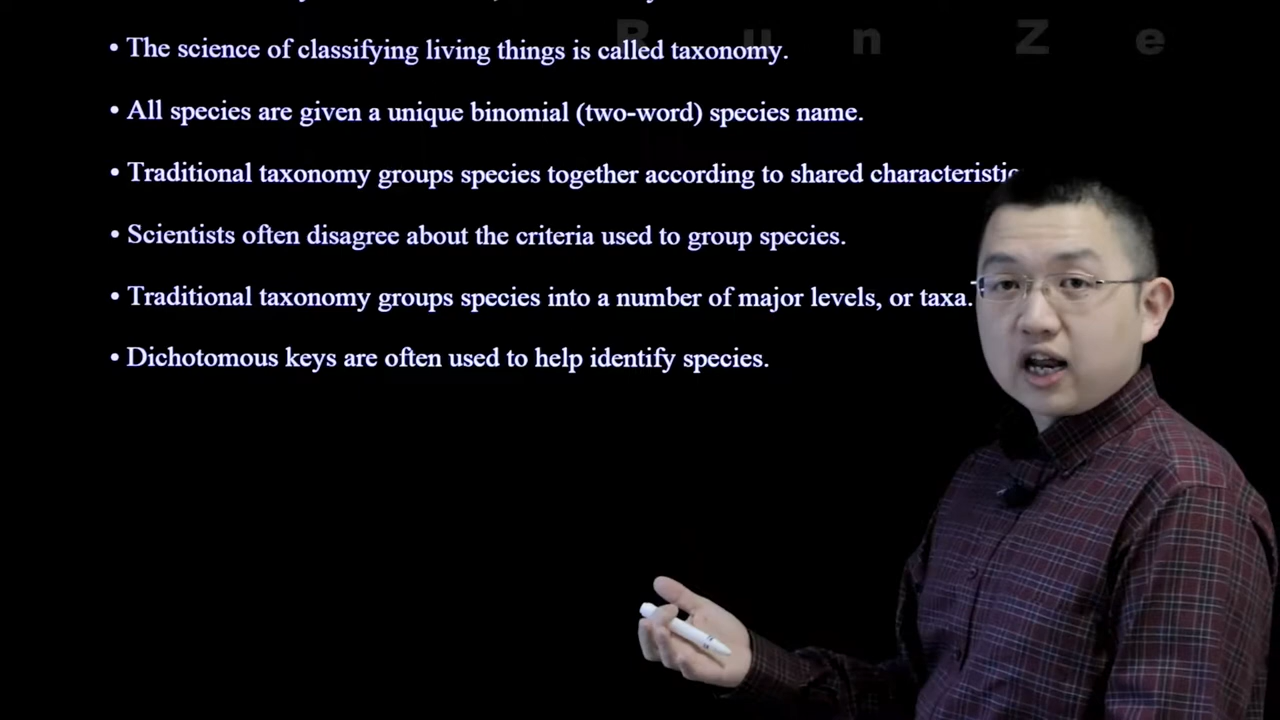 R u n Z e
• The science of classifying living things is called taxonomy.
• All species are given a unique binomial (two-word) species name.
• Traditional taxonomy groups species together according to shared
• Scientists often disagree about the criteria used to group species.
• Traditional taxonomy groups species into a number of major levels, or taxa.
• Dichotomous keys are often used to help identify species.